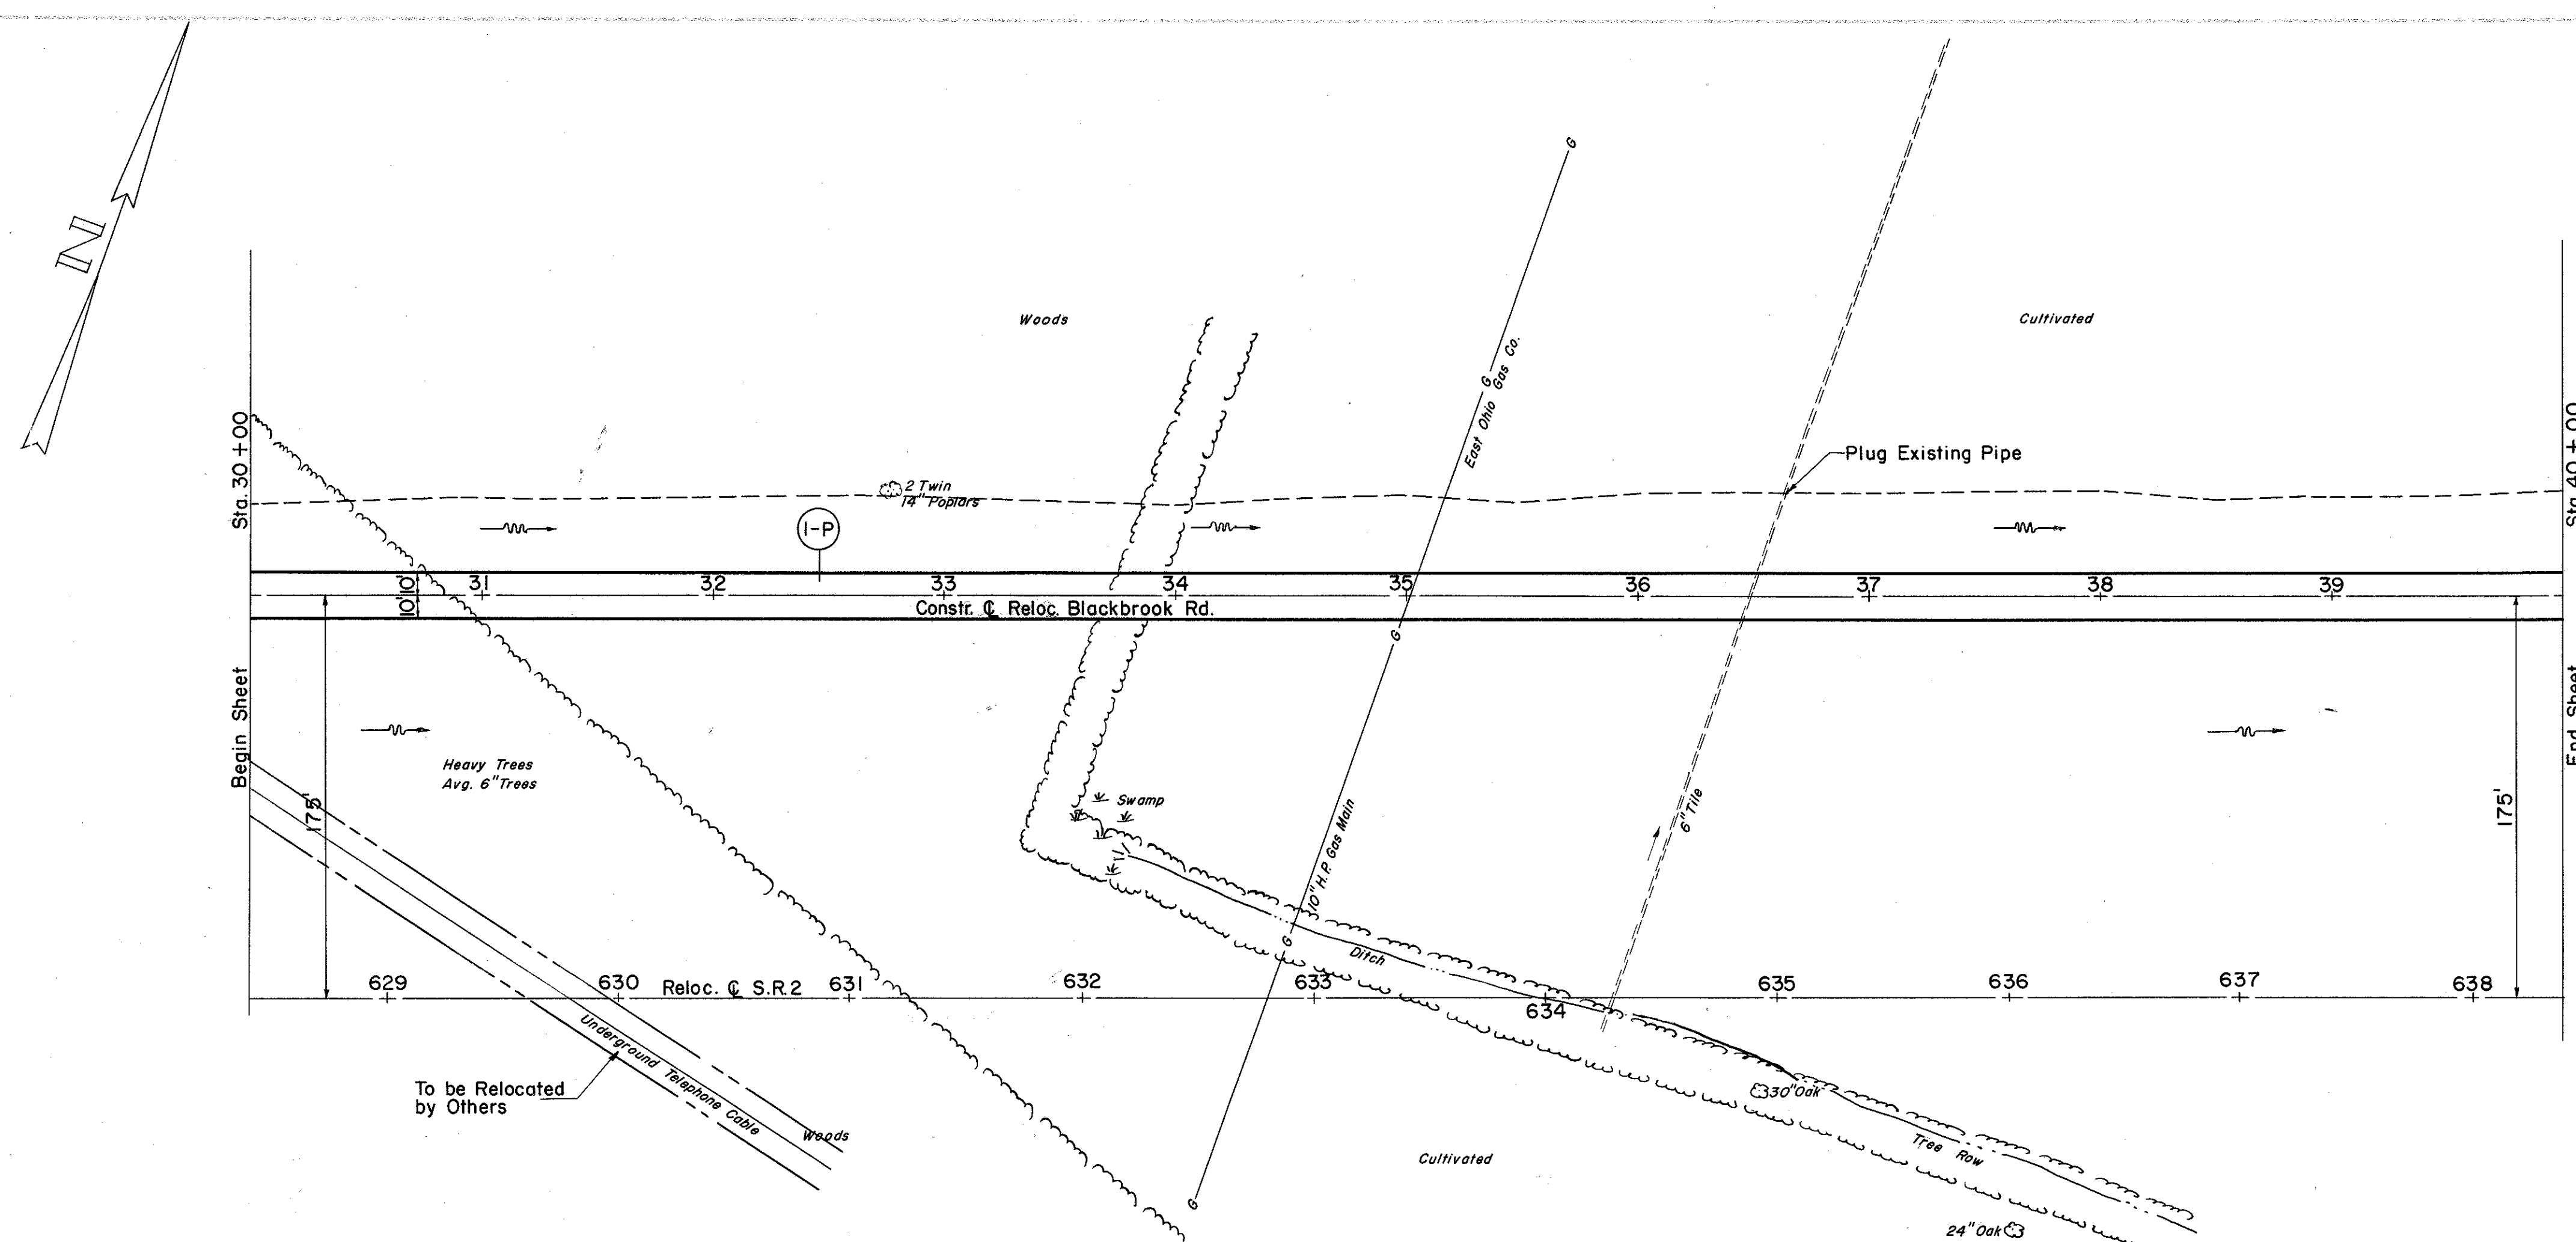 N
Woods
Cultivated
East Ohio Gas Co.
G
G
Sta. 30+00
Sta. 40+00
Plug Existing Pipe
2 Twin
14" Poplars
1-P
10' 10'
31
32
33
34
35
36
37
38
39
Constr. ℄ Reloc. Blackbrook Rd.
G
Begin Sheet
End Sheet
Heavy Trees
Avg. 6" Trees
175'
175'
Swamp
10" H.P. Gas Main
6" Tile
G
Ditch
629
630
Reloc. ℄ S.R.2
631
632
633
634
635
636
637
638
Underground Telephone Cable
To be Relocated
by Others
Woods
30" Oak
Tree Row
Cultivated
G
24" Oak